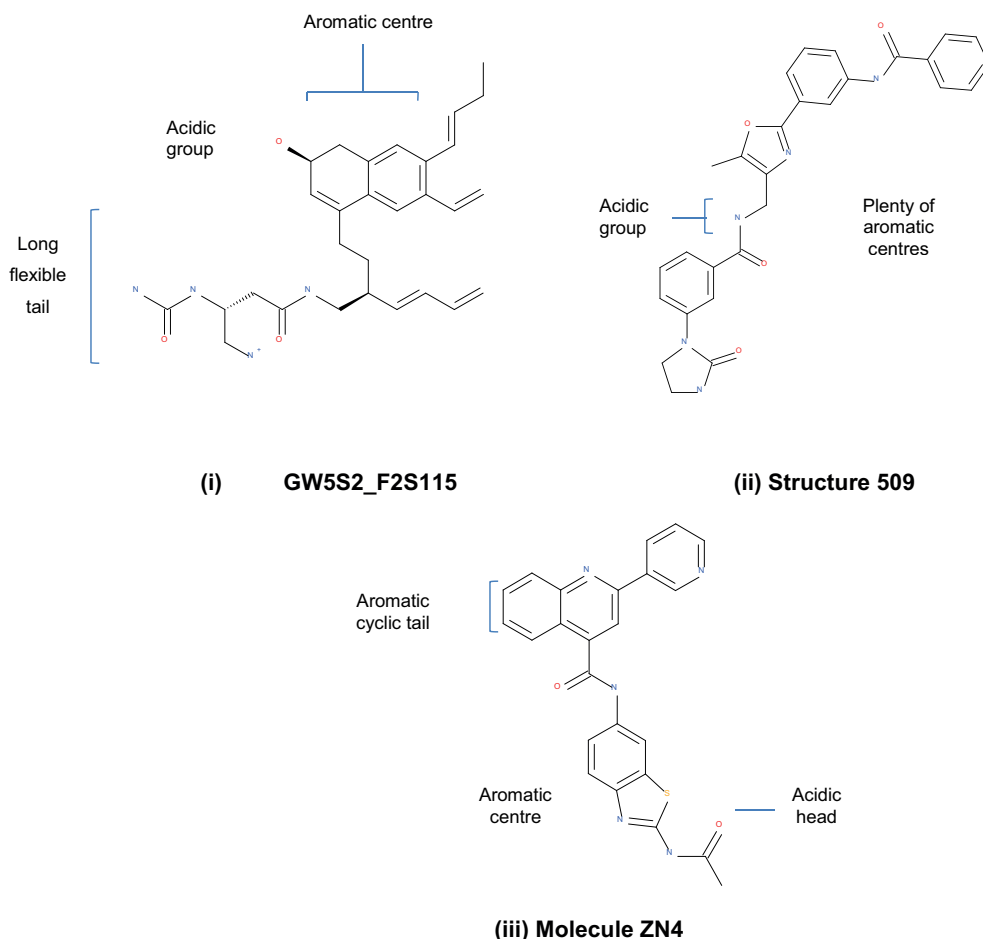 Aromatic centre
Acidic
group
Long
flexible
tail
O
N
N
N
O
O
N
+
(i) GW5S2_F2S115
O
N
O
N
Acidic
group
Plenty of
aromatic
centres
N
O
N
O
N
(ii) Structure 509
N
N
Aromatic
cyclic tail
O
N
Aromatic
centre
S
N
O
N
Acidic
head
(iii) Molecule ZN4